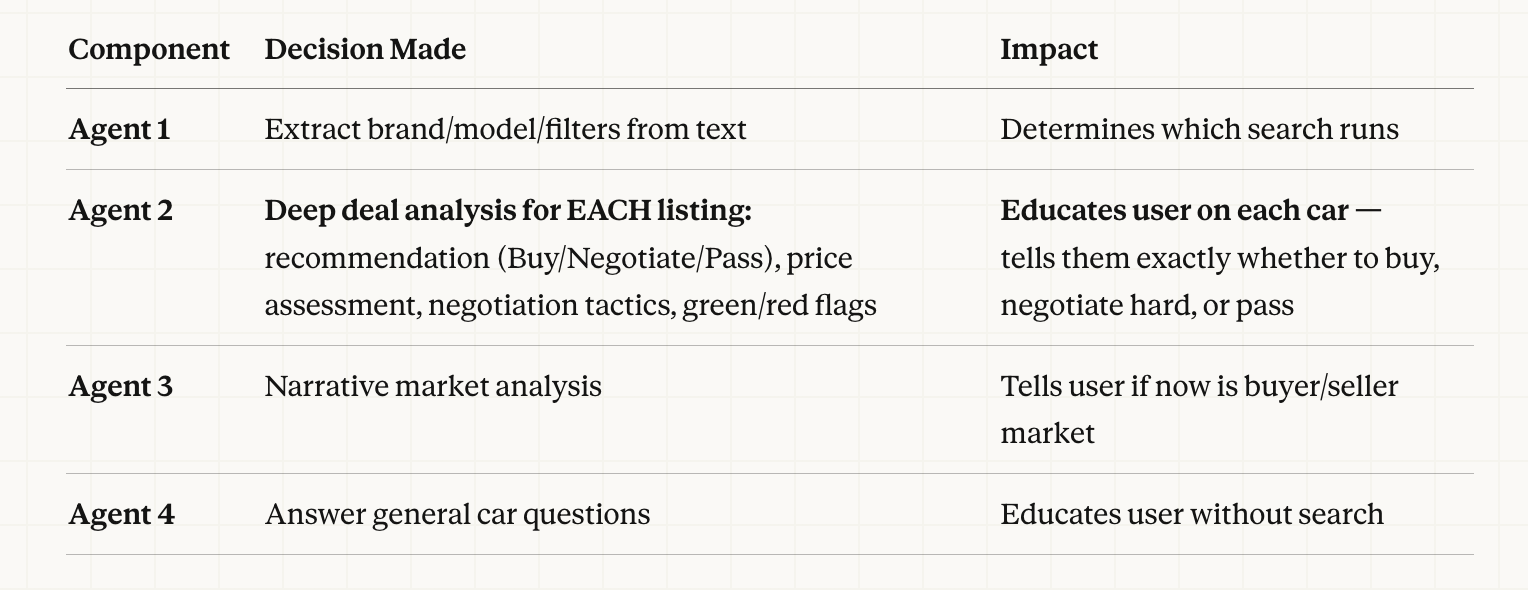 Component Decision Made Impact
Agent 1 Extract brand/model/filters from text Determines which search runs
Agent 2 Deep deal analysis for EACH listing: Educates user on each car —
recommendation (Buy/Negotiate/Pass), price tells them exactly whether to buy,
assessment, negotiation tactics, green/red flags negotiate hard, or pass
Agent 3 Narrative market analysis Tells user if now is buyer/seller
market
Agent 4 Answer general car questions Educates user without search